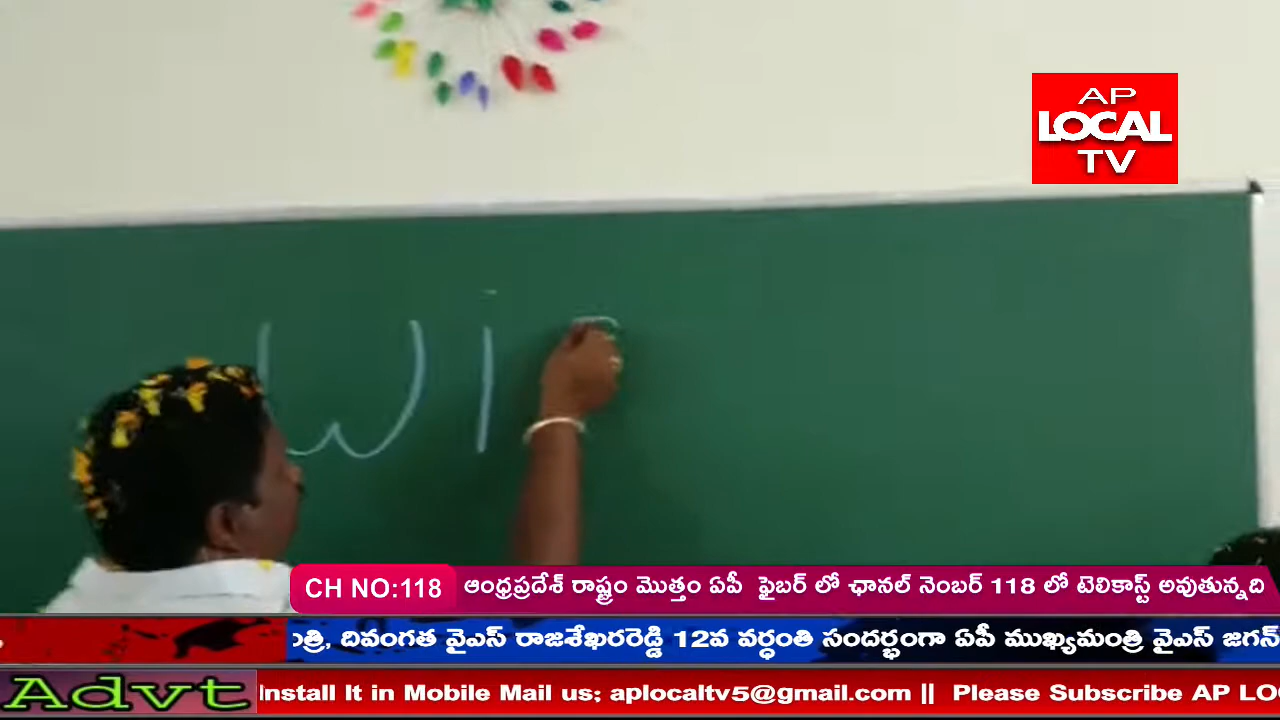 AP
LOCAL
TV
Wi
CH NO:118 ఆంధ్రప్రదేశ్ రాష్ట్రం మొత్తం ఏపీ ఫైబర్ లో ఛానల్ నెంబర్ 118 లో టెలికాస్ట్ అవుతున్నది
దివంగత వైఎస్ రాజశేఖరరెడ్డి 12వ వర్ధంతి సందర్భంగా ఏపీ ముఖ్యమంత్రి వైఎస్ జగన్
Advt Install It in Mobile Mail us; aplocaltv5@gmail.com || Please Subscribe AP LO